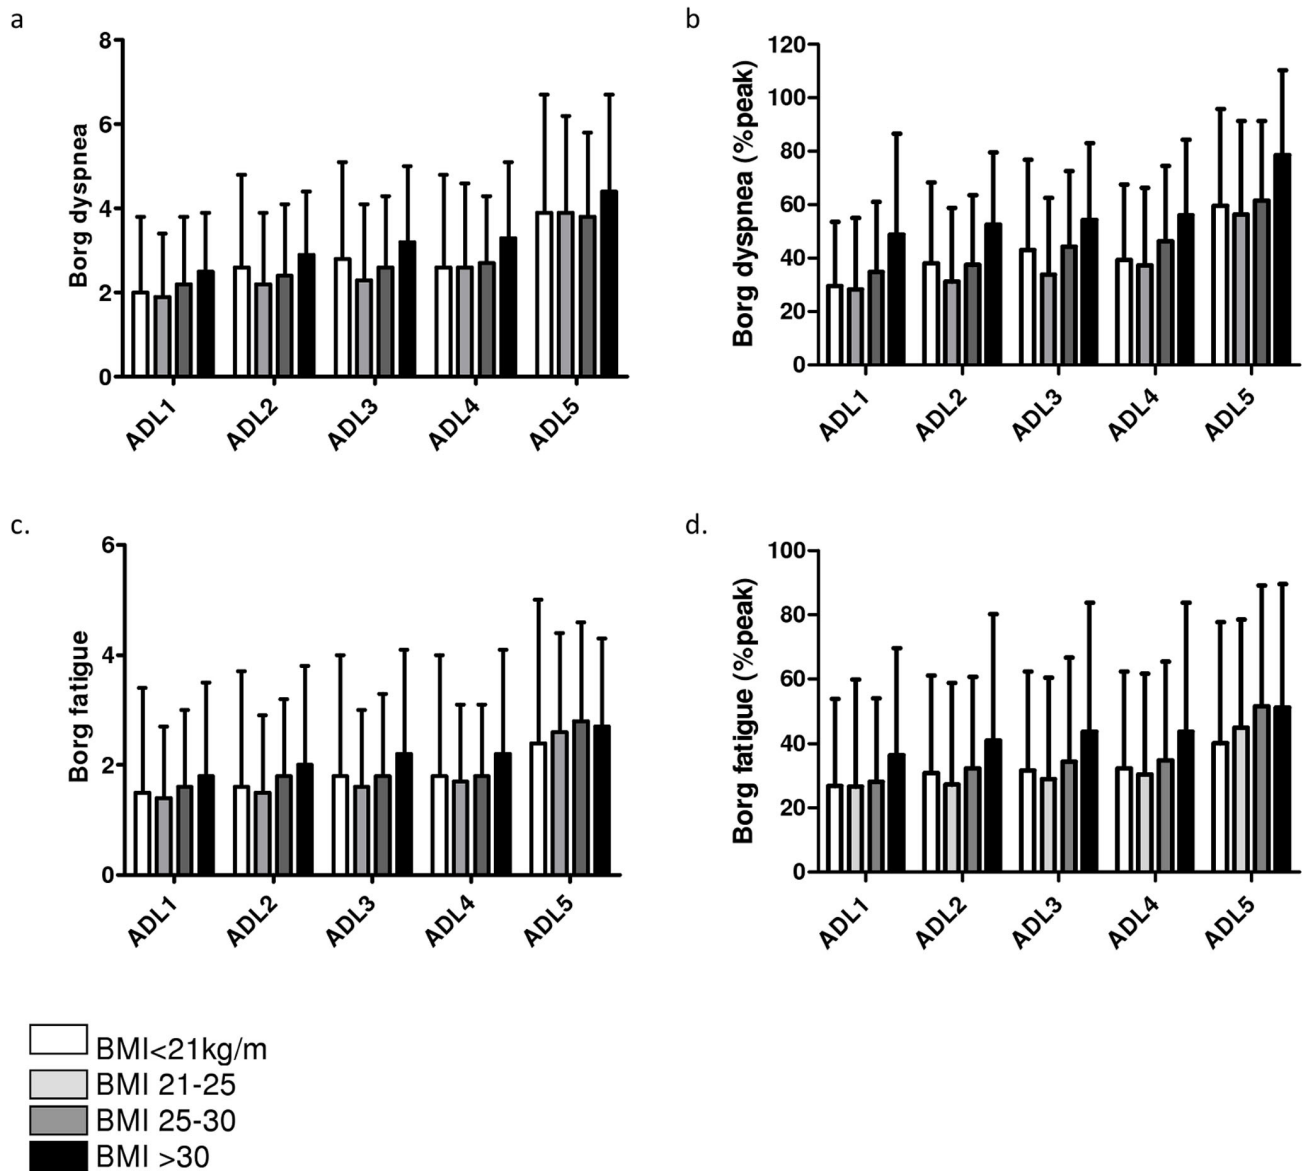 a
8
6
4
2
0
Borg dyspnea
ADL1 ADL2 ADL3 ADL4 ADL5
b
120
100
80
60
40
20
0
Borg dyspnea (%peak)
ADL1 ADL2 ADL3 ADL4 ADL5
c.
6
4
2
0
Borg fatigue
ADL1 ADL2 ADL3 ADL4 ADL5
d.
100
80
60
40
20
0
Borg fatigue (%peak)
ADL1 ADL2 ADL3 ADL4 ADL5
BMI<21kg/m
BMI 21-25
BMI 25-30
BMI >30